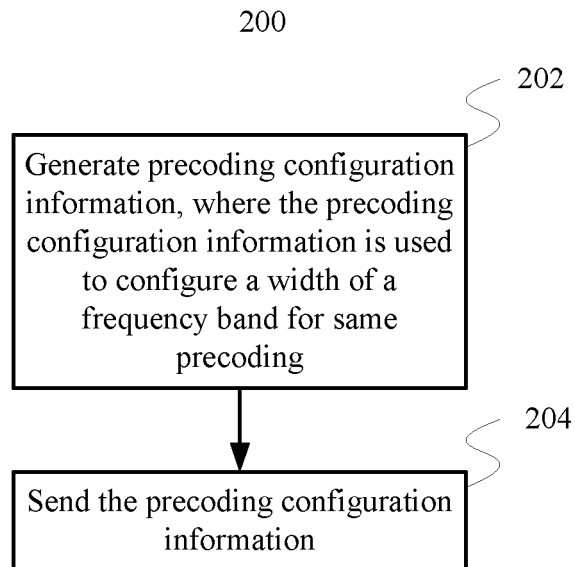 200
202
Generate precoding configuration
information, where the precoding
configuration information is used
to configure a width of a
frequency band for same
precoding
204
Send the precoding configuration
information